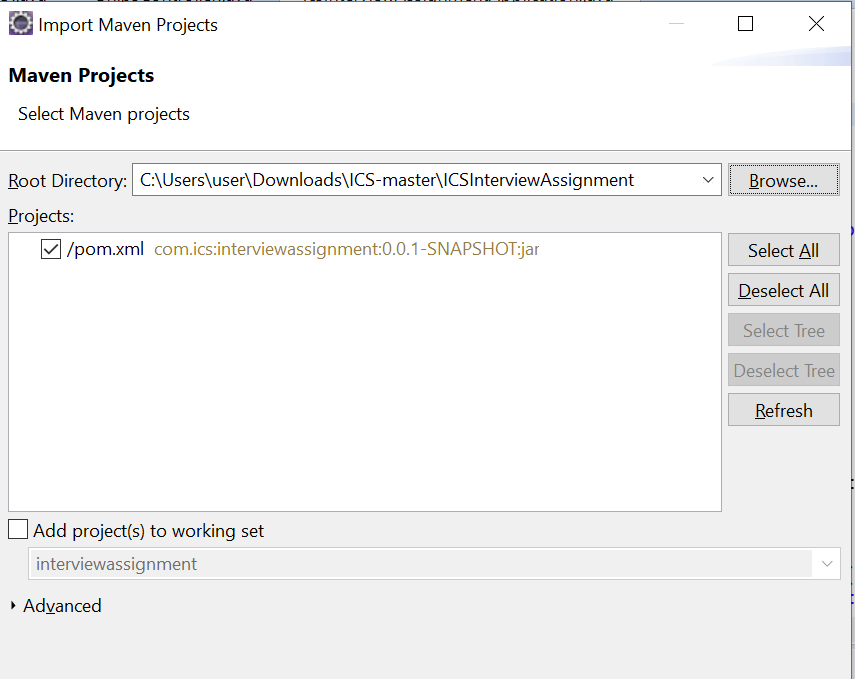 Import Maven Projects
Maven Projects
Select Maven projects
Root Directory: C:\Users\user\Downloads\ICS-master\ICSInterviewAssignment Browse...
Projects:
/pom.xml com.ics:interviewassignment:0.0.1-SNAPSHOT:jar
Select All
Deselect All
Select Tree
Deselect Tree
Refresh
Add project(s) to working set
interviewassignment
Advanced